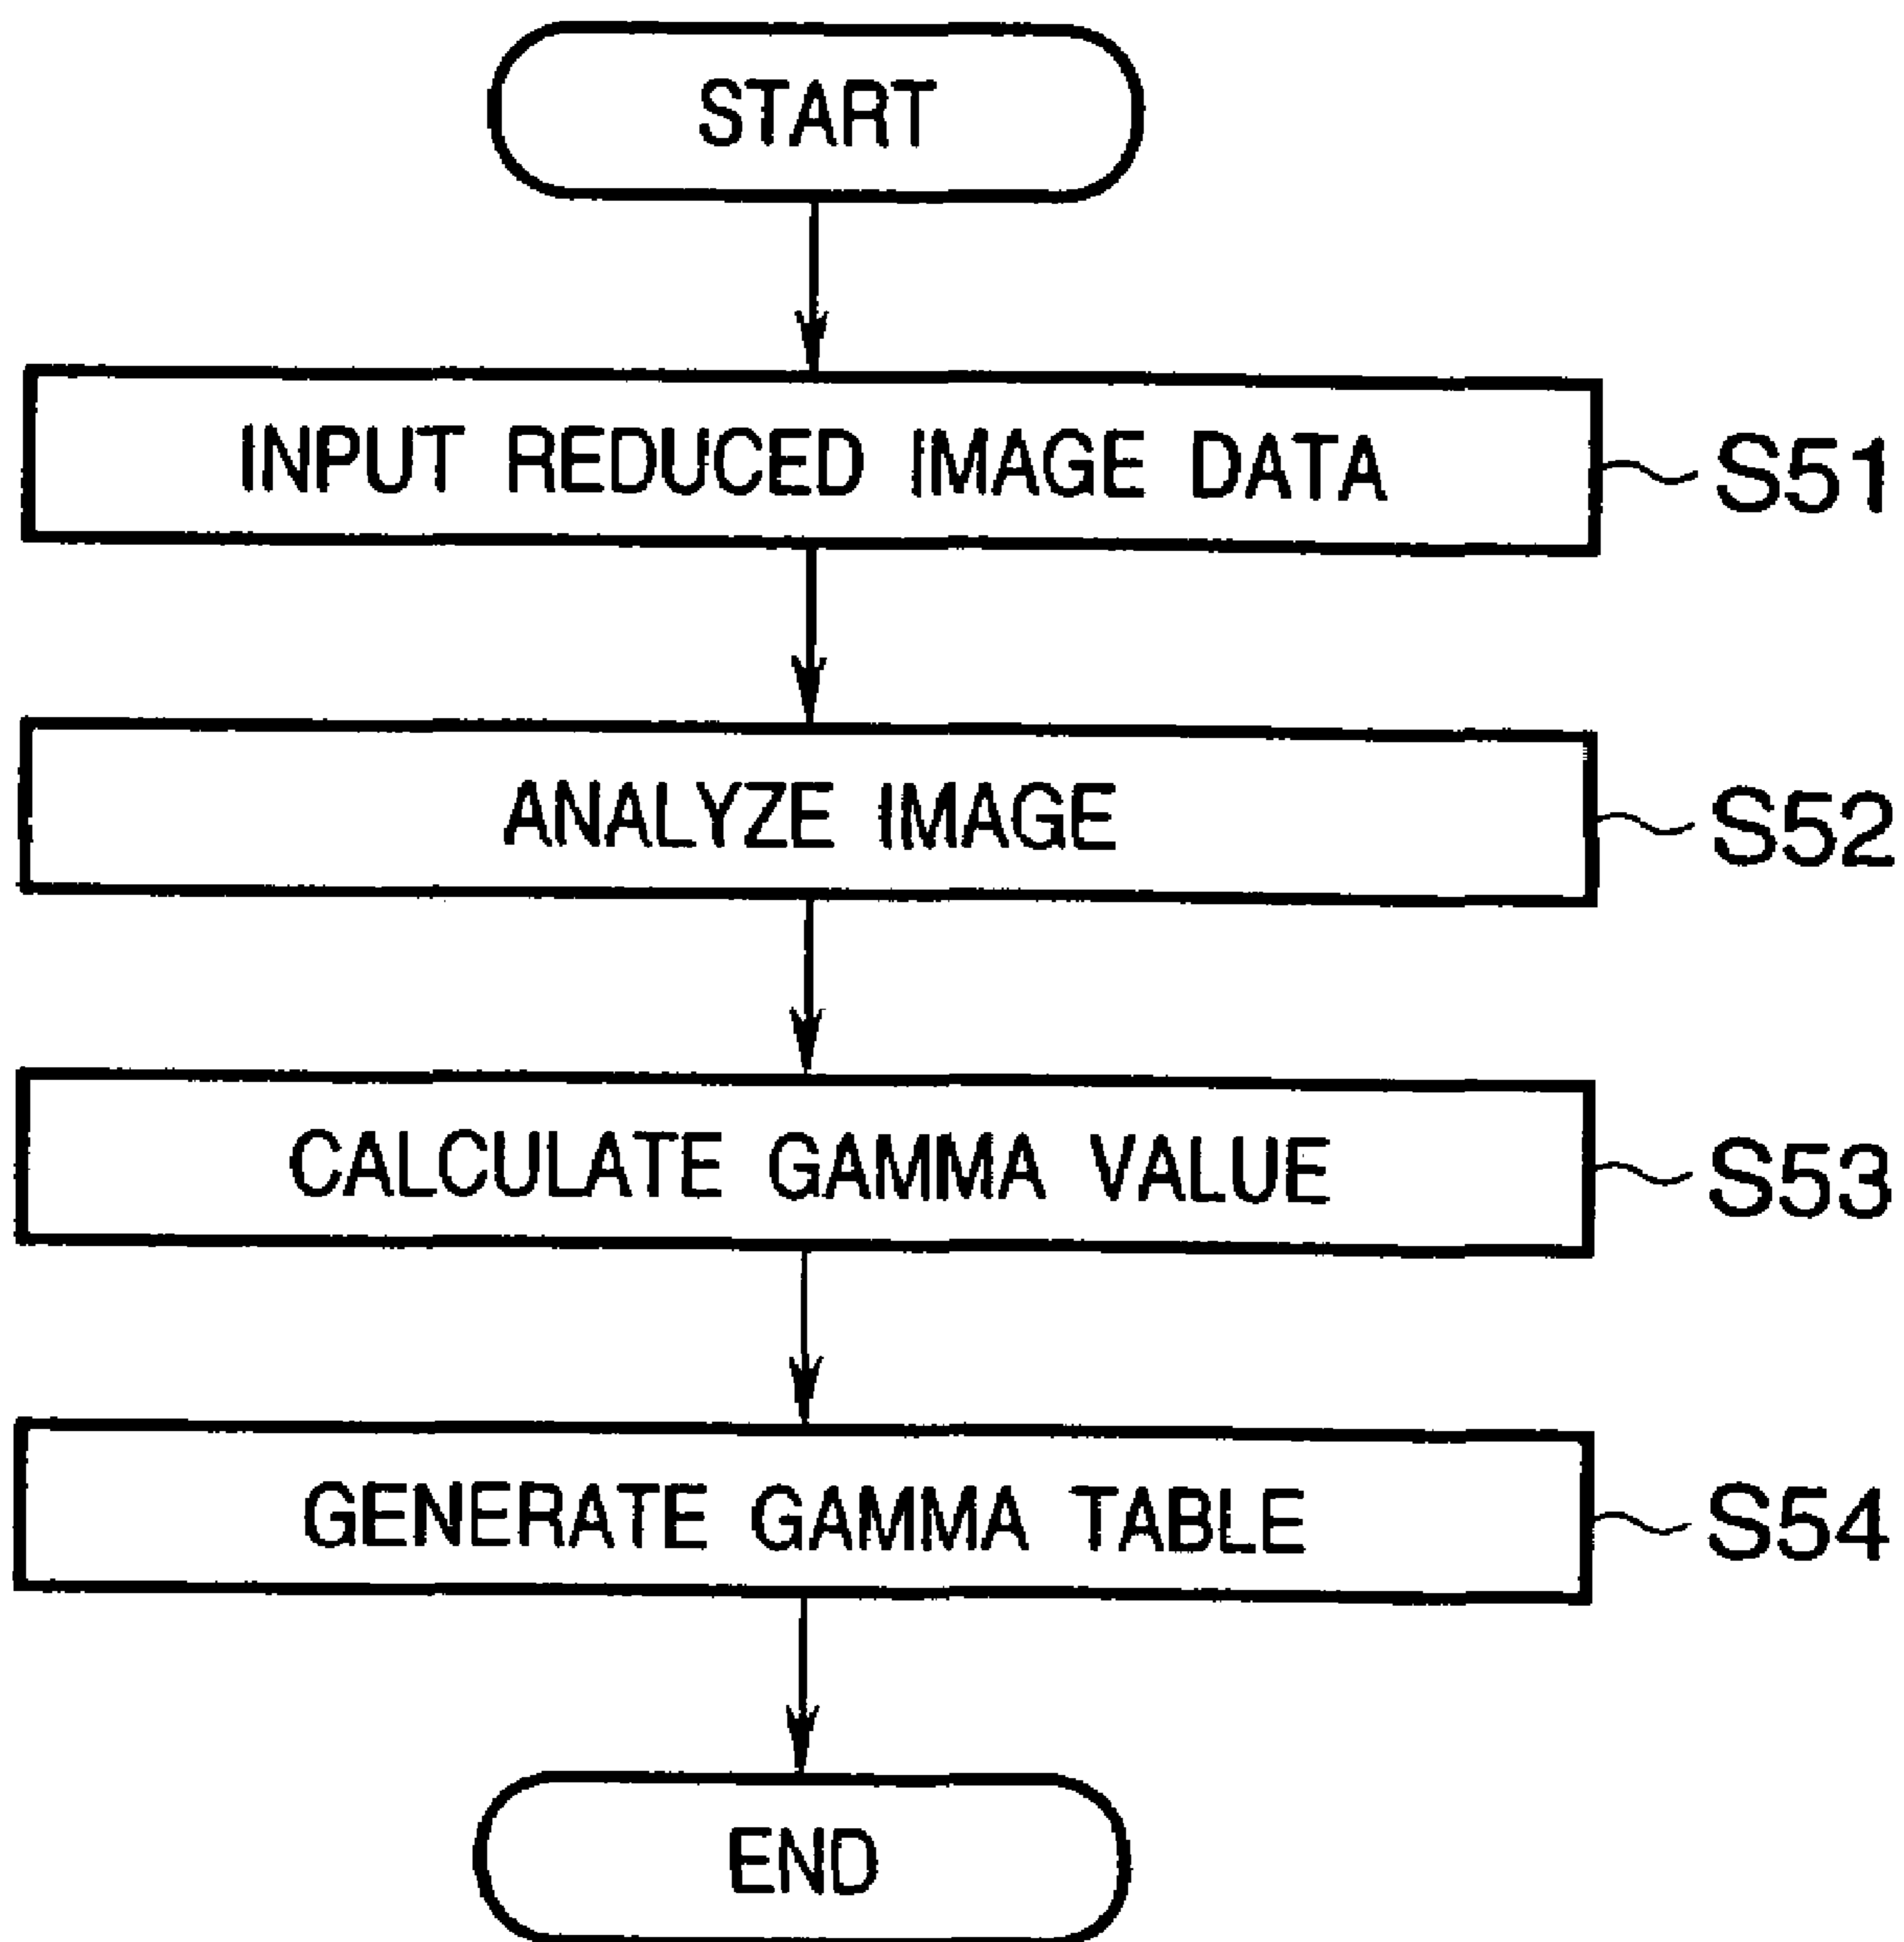 START
INPUT REDUCED IMAGE DATA S51
ANALYZE IMAGE S52
CALCULATE GAMMA VALUE S53
GENERATE GAMMA TABLE S54
END